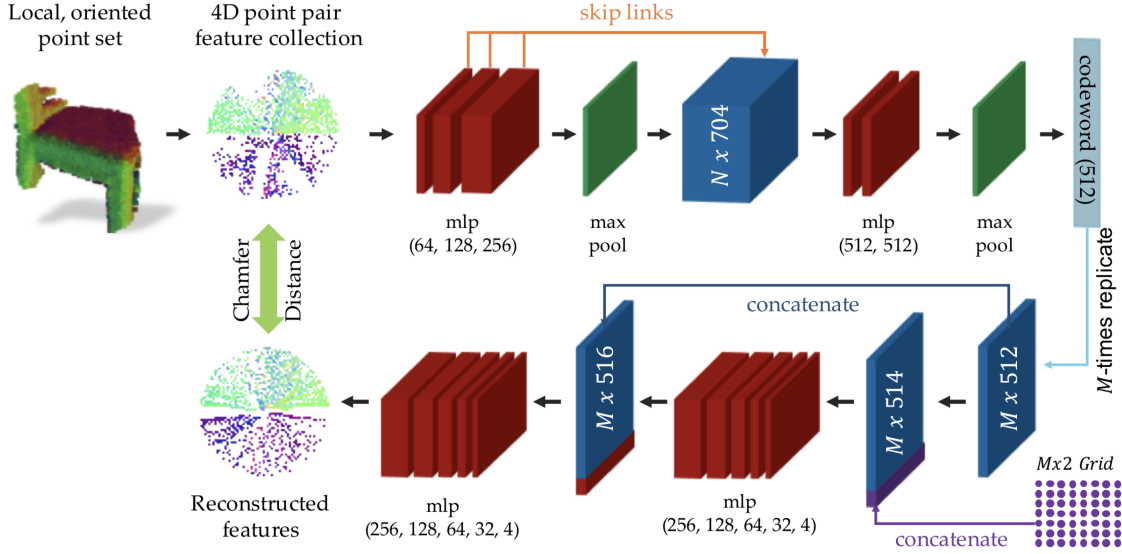 Local, oriented
point set
4D point pair
feature collection
skip links
mlp
(64, 128, 256)
max
pool
N x 704
mlp
(512, 512)
max
pool
codeword (512)
M-times replicate
Chamfer
Distance
concatenate
M x 512
M x 514
M x 516
Mx2 Grid
concatenate
mlp
(256, 128, 64, 32, 4)
mlp
(256, 128, 64, 32, 4)
Reconstructed
features